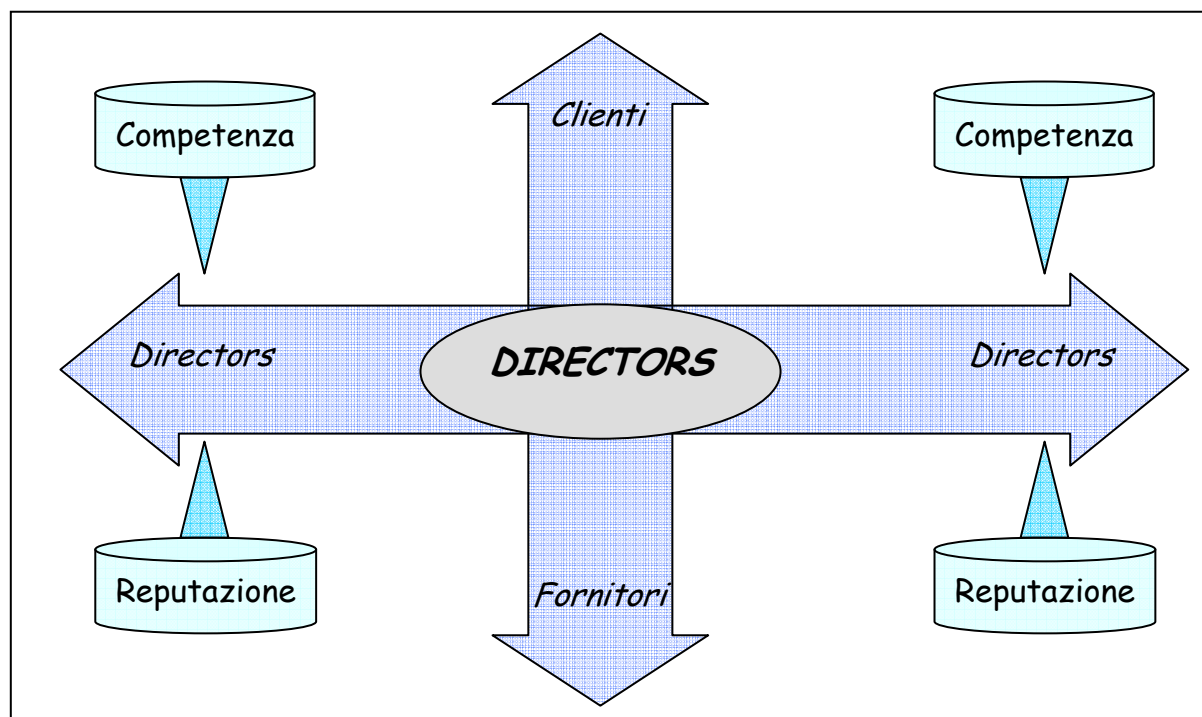 Clienti
Competenza
Competenza
Directors
DIRECTORS
Directors
Reputazione
Fornitori
Reputazione